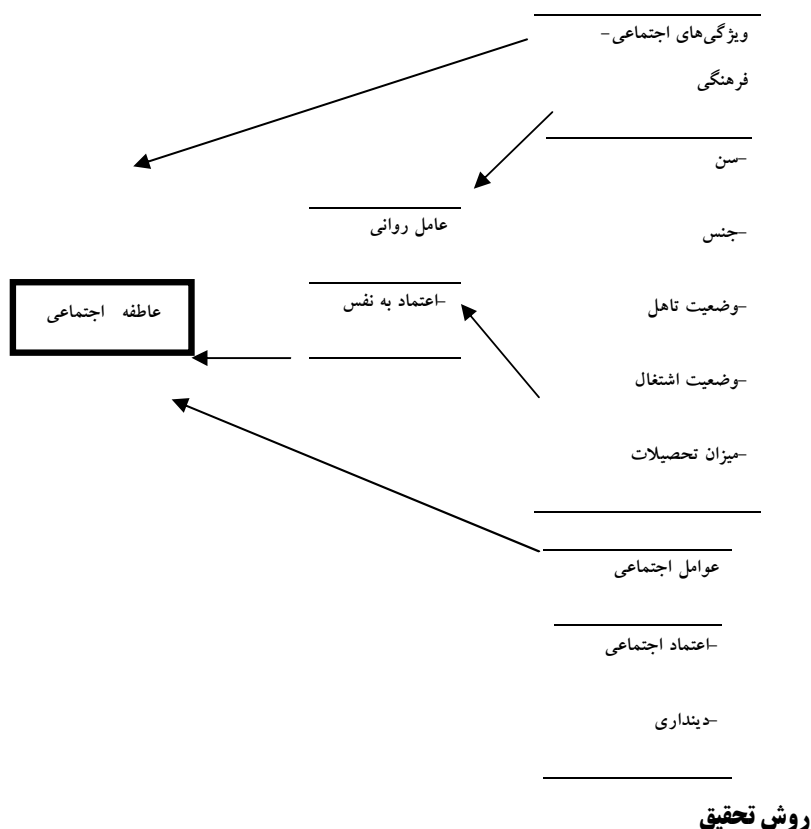 ویژگی‌های اجتماعی-
فرهنگی
-سن
-جنس
-وضعیت تاهل
-وضعیت اشتغال
-میزان تحصیلات
عامل روانی
-اعتماد به نفس
عاطفه اجتماعی
عوامل اجتماعی
-اعتماد اجتماعی
-دینداری
روش تحقیق